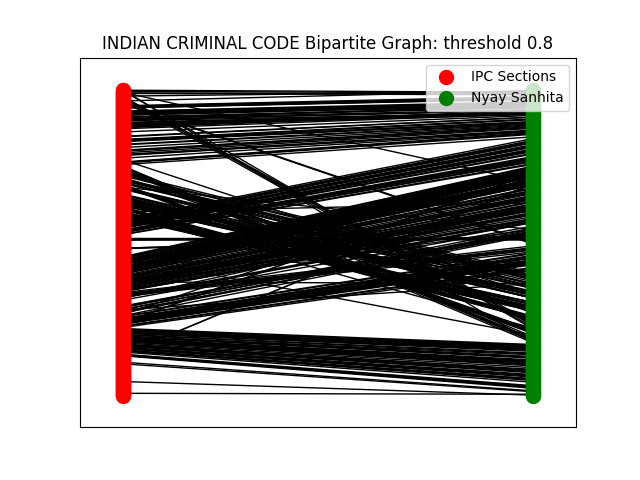 INDIAN CRIMINAL CODE Bipartite Graph: threshold 0.8
IPC Sections
Nyay Sanhita